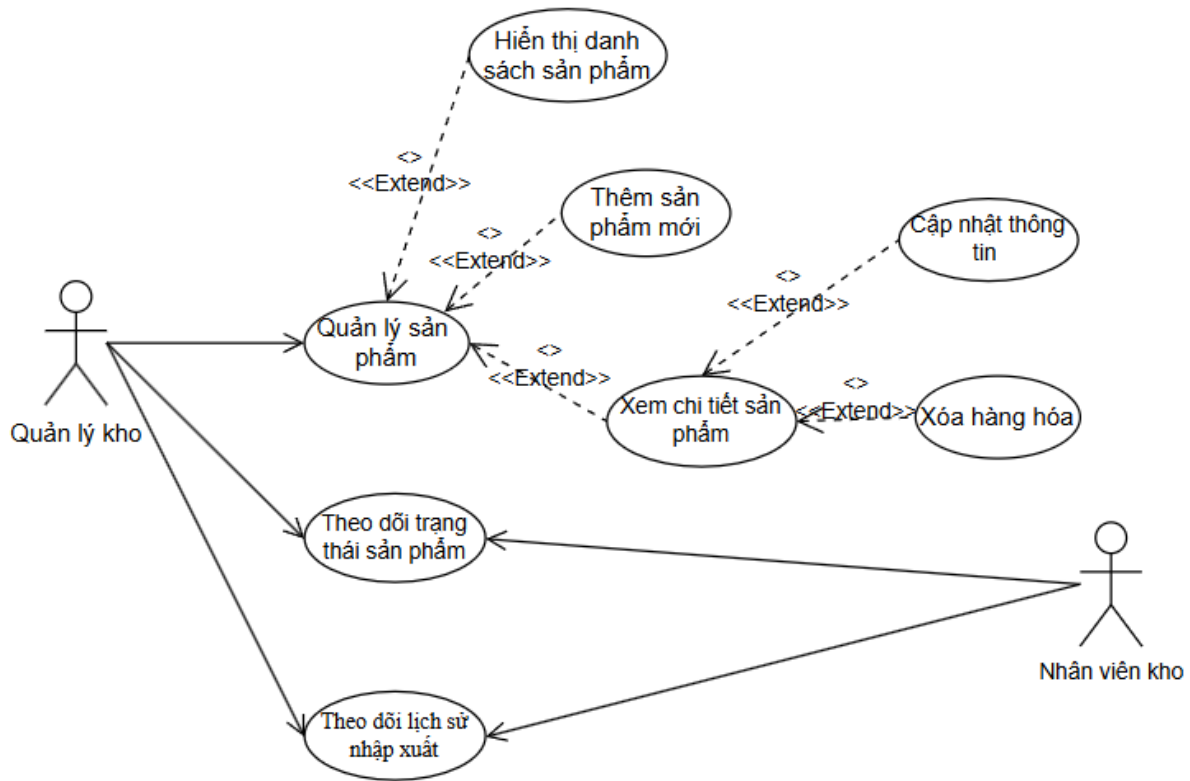 Hiển thị danh
sách sản phẩm
<>
<<Extend>>
Thêm sản
phẩm mới
<>
<<Extend>>
Cập nhật thông
tin
<>
<<Extend>>
Quản lý sản
phẩm
<>
<<Extend>>
Xem chi tiết sản
phẩm
<>
<<Extend>>
Xóa hàng hóa
Quản lý kho
Theo dõi trạng
thái sản phẩm
Nhân viên kho
Theo dõi lịch sử
nhập xuất